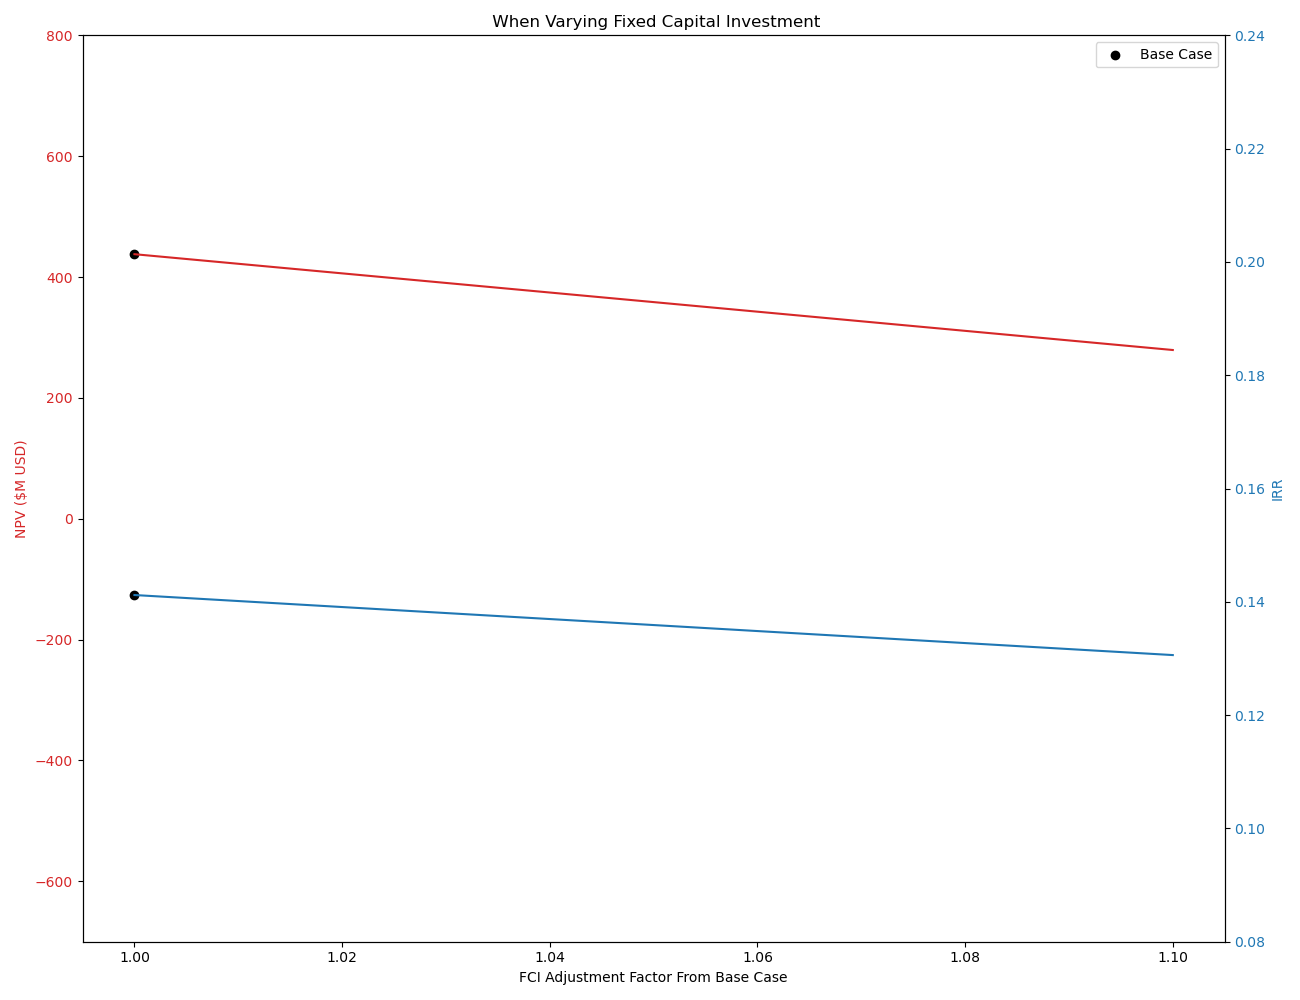 When Varying Fixed Capital Investment
Base Case
800
600
400
200
0
−200
−400
−600
NPV ($M USD)
0.24
0.22
0.20
0.18
0.16
0.14
0.12
0.10
0.08
IRR
1.00 1.02 1.04 1.06 1.08 1.10
FCI Adjustment Factor From Base Case